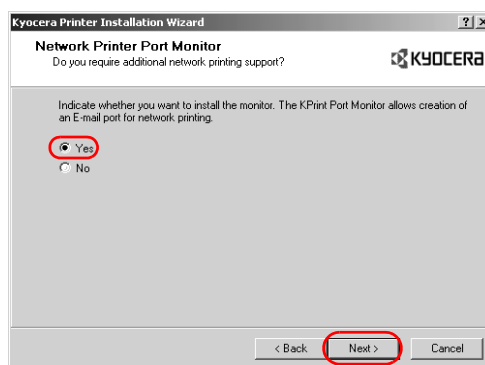 Kyocera Printer Installation Wizard
? X
Network Printer Port Monitor
Do you require additional network printing support?
KYOCERA
Indicate whether you want to install the monitor. The KPrint Port Monitor allows creation of
an E-mail port for network printing.
Yes
No
< Back
Next >
Cancel